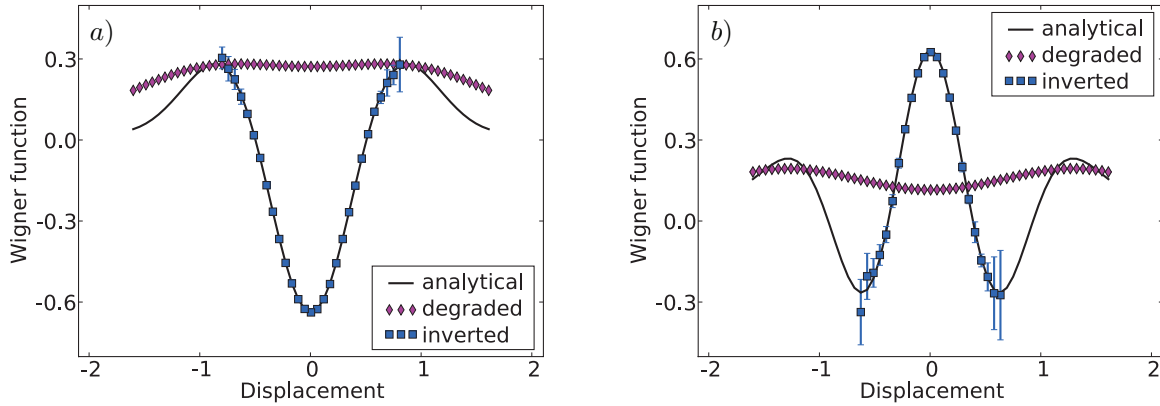 a)
0.3
0.0
-0.3
-0.6
Wigner function
analytical
degraded
inverted
-2
-1
0
1
2
Displacement
b)
0.6
0.3
0.0
-0.3
Wigner function
analytical
degraded
inverted
-2
-1
0
1
2
Displacement